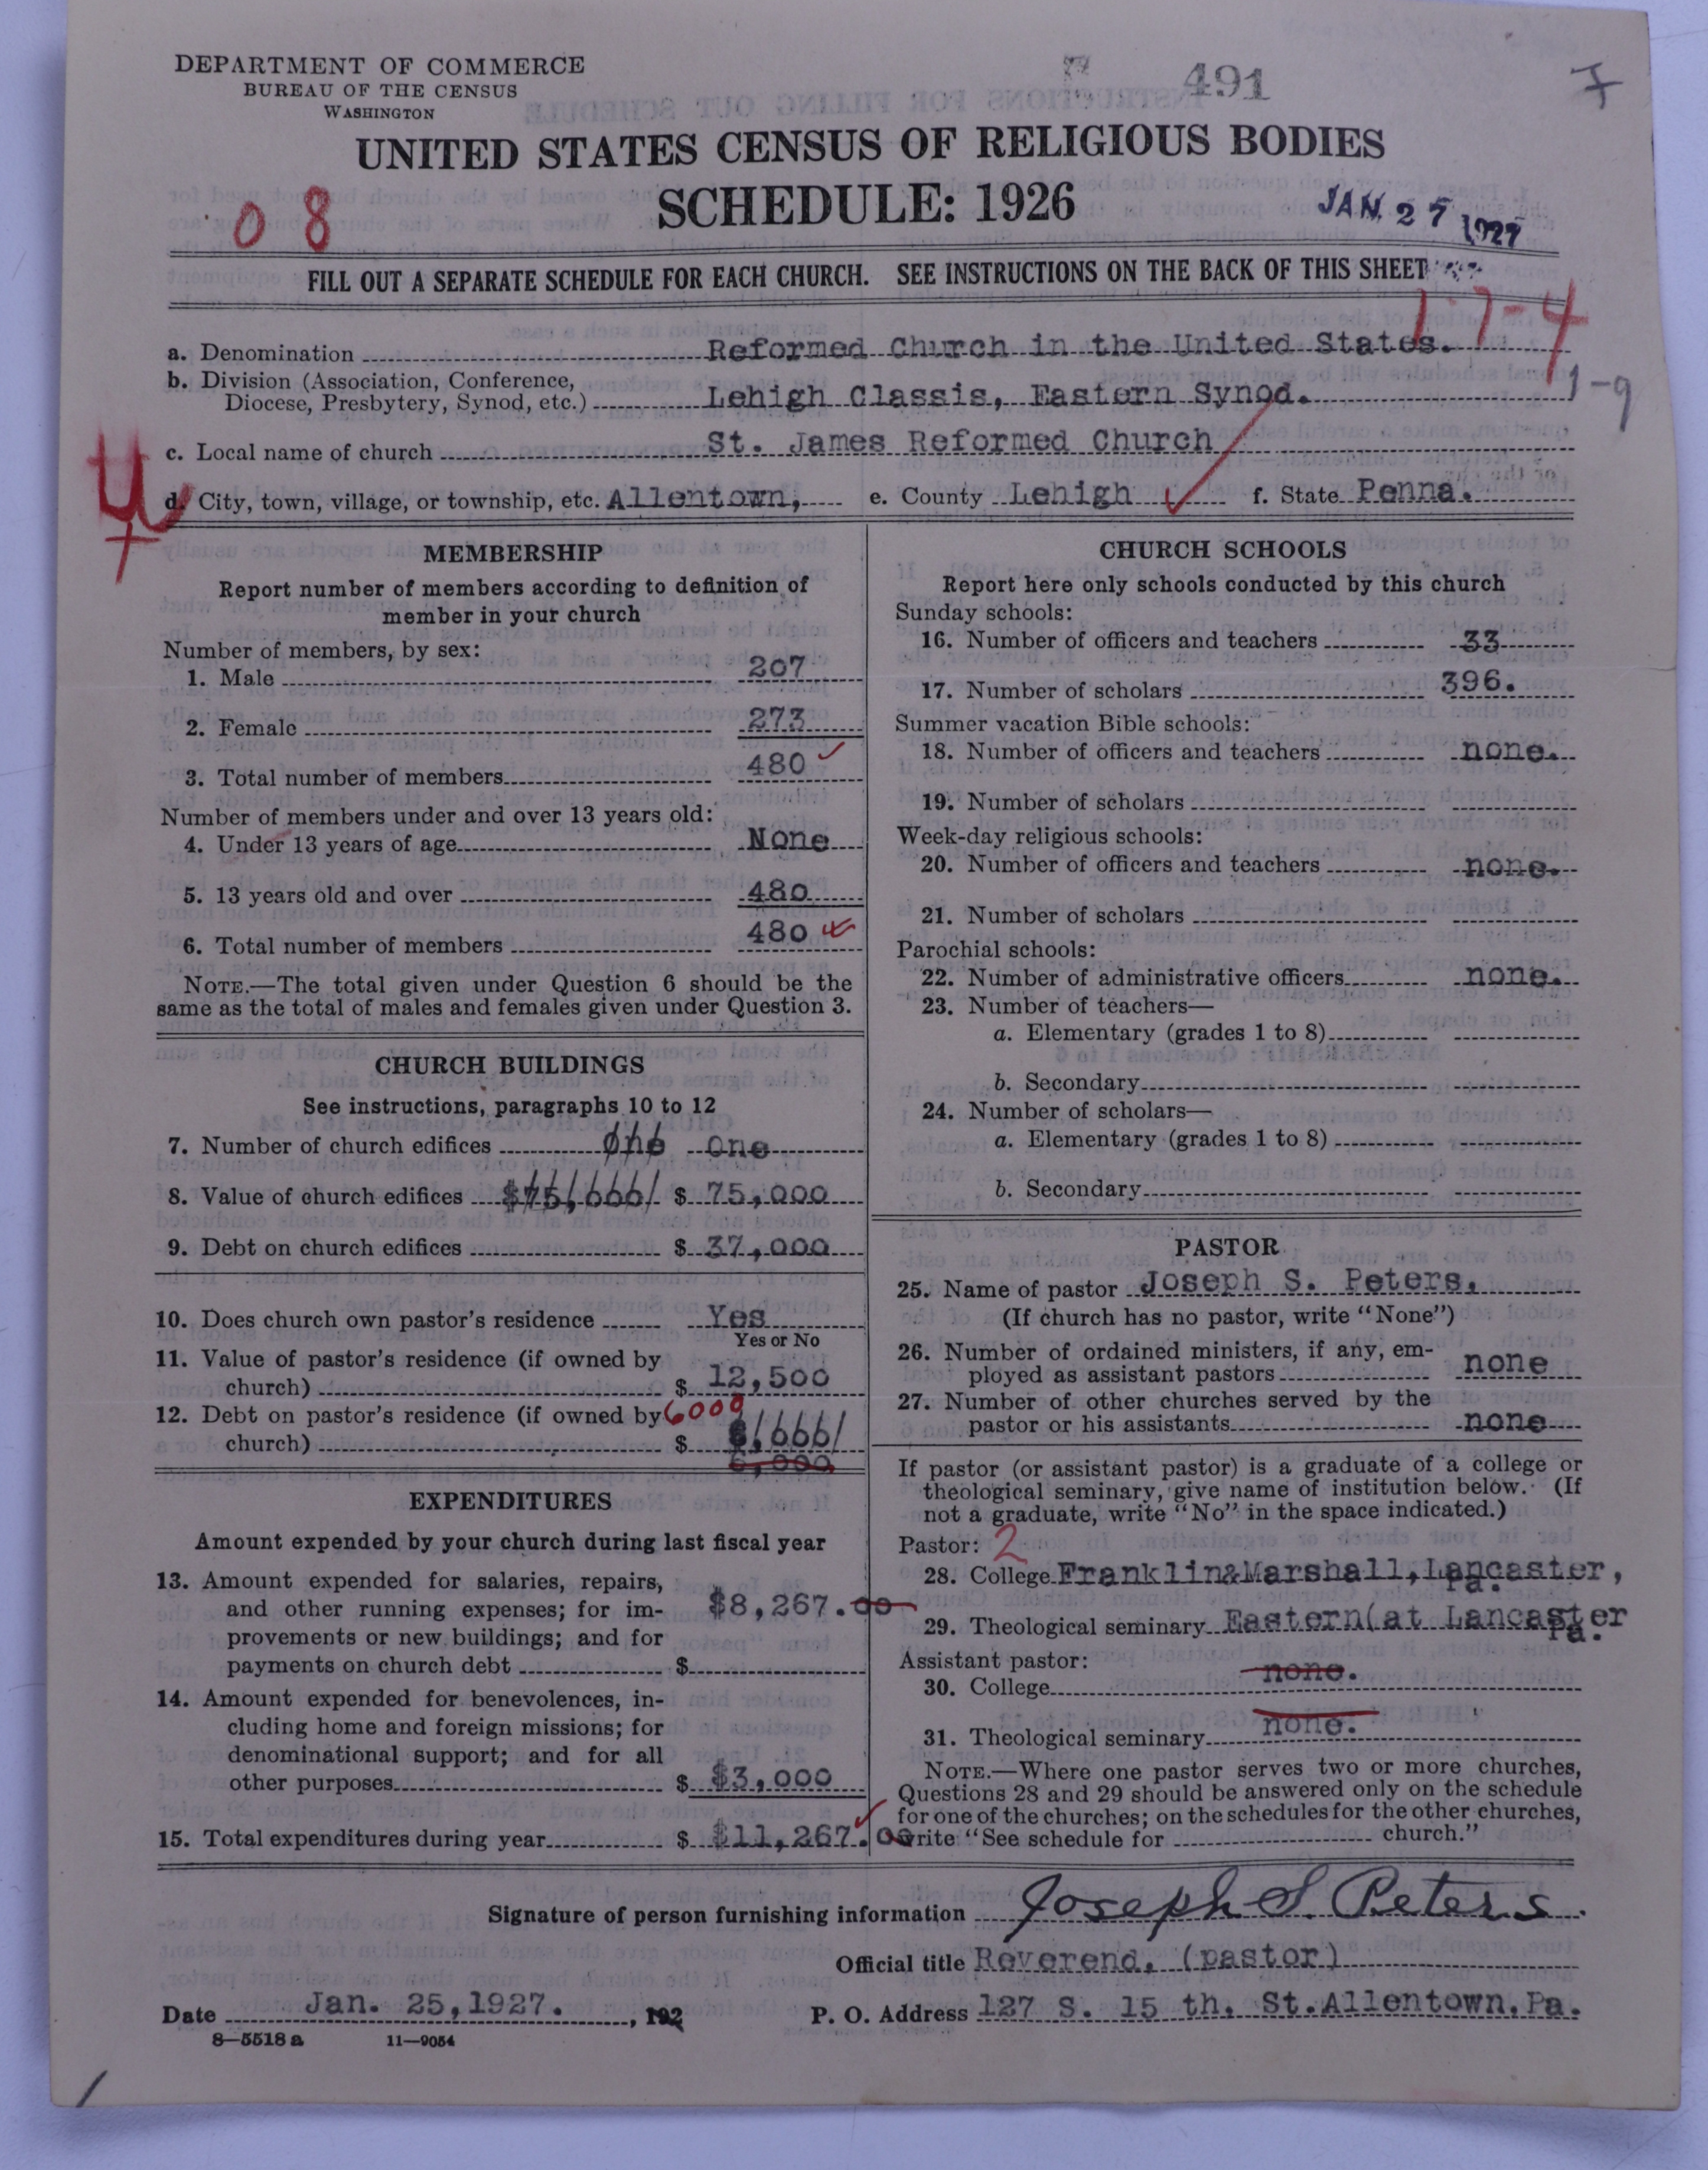 DEPARTMENT OF COMMERCE
BUREAU OF THE CENSUS
WASHINGTON
491
7
UNITED STATES CENSUS OF RELIGIOUS BODIES
SCHEDULE: 1926
0 8
JAN. 27 1927
FILL OUT A SEPARATE SCHEDULE FOR EACH CHURCH. SEE INSTRUCTIONS ON THE BACK OF THIS SHEET
17-4
1-9
a. Denomination Reformed Church in the United States.
b. Division (Association, Conference,
Diocese, Presbytery, Synod, etc.) Lehigh Classis, Eastern Synod.
c. Local name of church St. James Reformed Church
d. City, town, village, or township, etc. Allentown, e. County Lehigh f. State Penna.
MEMBERSHIP
Report number of members according to definition of
member in your church
Number of members, by sex:
1. Male 207
2. Female 273
3. Total number of members 480
Number of members under and over 13 years old:
4. Under 13 years of age None
5. 13 years old and over 480
6. Total number of members 480
NOTE.—The total given under Question 6 should be the
same as the total of males and females given under Question 3.
CHURCH BUILDINGS
See instructions, paragraphs 10 to 12
7. Number of church edifices One One
8. Value of church edifices $75,000 $ 75,000
9. Debt on church edifices $ 37,000
10. Does church own pastor's residence Yes
Yes or No
11. Value of pastor's residence (if owned by
church) $ 12,500
12. Debt on pastor's residence (if owned by 6000
church) $
6,000
EXPENDITURES
Amount expended by your church during last fiscal year
13. Amount expended for salaries, repairs,
and other running expenses; for im- $8,267.00
provements or new buildings; and for
payments on church debt $
14. Amount expended for benevolences, in-
cluding home and foreign missions; for
denominational support; and for all
other purposes $ $3,000
15. Total expenditures during year $ $11,267.00
CHURCH SCHOOLS
Report here only schools conducted by this church
Sunday schools:
16. Number of officers and teachers 33
17. Number of scholars 396.
Summer vacation Bible schools:
18. Number of officers and teachers none.
19. Number of scholars
Week-day religious schools:
20. Number of officers and teachers none.
21. Number of scholars
Parochial schools:
22. Number of administrative officers none.
23. Number of teachers—
a. Elementary (grades 1 to 8)
b. Secondary
24. Number of scholars—
a. Elementary (grades 1 to 8)
b. Secondary
PASTOR
25. Name of pastor Joseph S. Peters,
(If church has no pastor, write "None")
26. Number of ordained ministers, if any, em-
ployed as assistant pastors none
27. Number of other churches served by the
pastor or his assistants none
If pastor (or assistant pastor) is a graduate of a college or
theological seminary, give name of institution below. (If
not a graduate, write "No" in the space indicated.)
Pastor: 2
28. College Franklin&Marshall, Lancaster,
Pa.
29. Theological seminary Eastern(at Lancaster
Pa.
Assistant pastor:
30. College none.
31. Theological seminary none.
NOTE.—Where one pastor serves two or more churches,
Questions 28 and 29 should be answered only on the schedule
for one of the churches; on the schedules for the other churches,
write "See schedule for church."
Signature of person furnishing information Joseph S. Peters.
Official title Reverend, (pastor)
Date Jan. 25, 1927. , 192 P. O. Address 127 S. 15 th, St. Allentown, Pa.
8—5518 a 11—9054